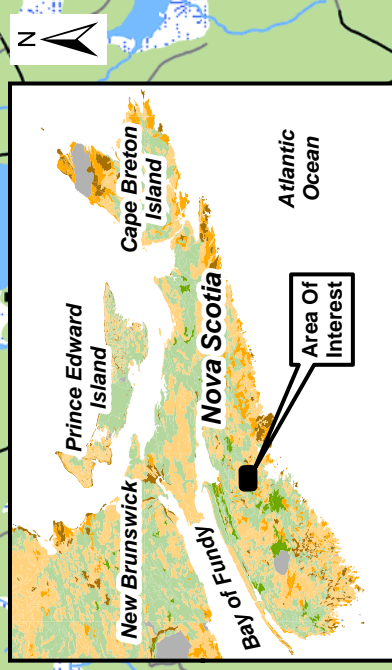 N
Cape Breton
Island
Atlantic
Ocean
Prince Edward
Island
Nova Scotia
Area Of
Interest
New Brunswick
Bay of Fundy